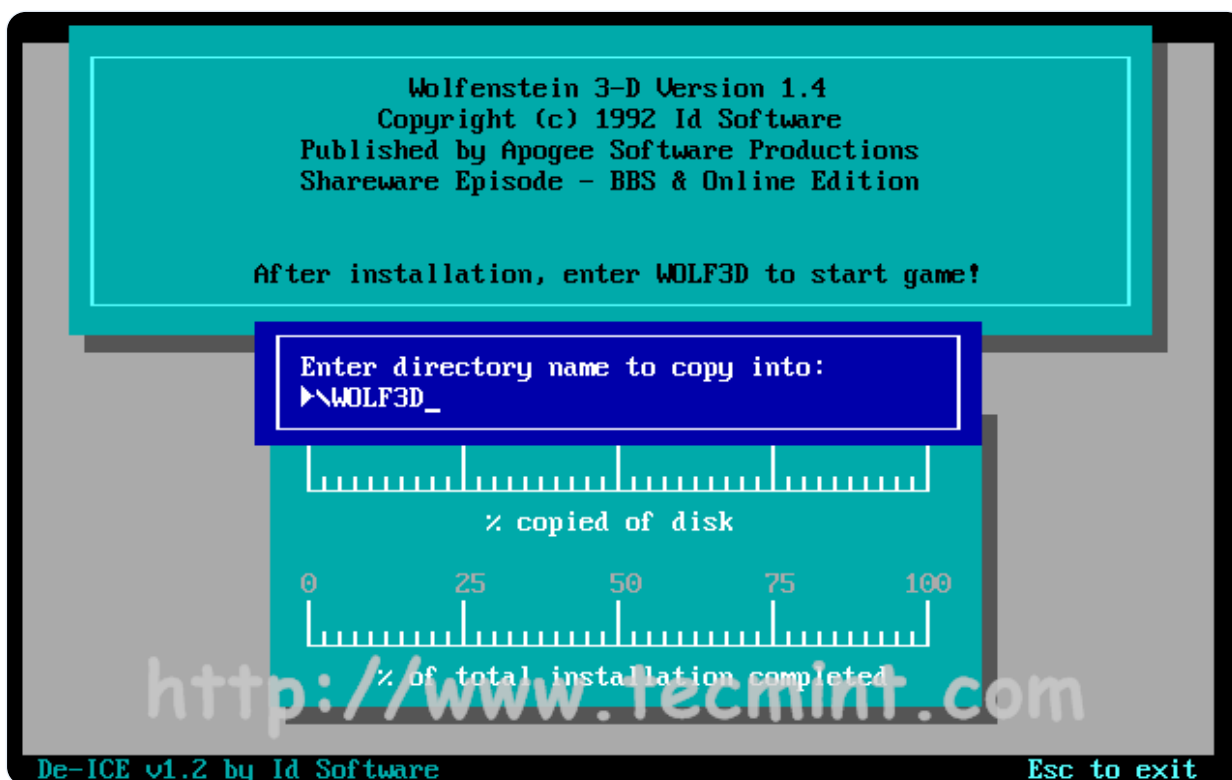 Wolfenstein 3-D Version 1.4
Copyright (c) 1992 Id Software
Published by Apogee Software Productions
Shareware Episode - BBS & Online Edition
After installation, enter WOLF3D to start game!
Enter directory name to copy into:
►\WOLF3D_
% copied of disk
0 25 50 75 100
% of total installation completed
http://www.tecmint.com
De-ICE v1.2 by Id Software Esc to exit